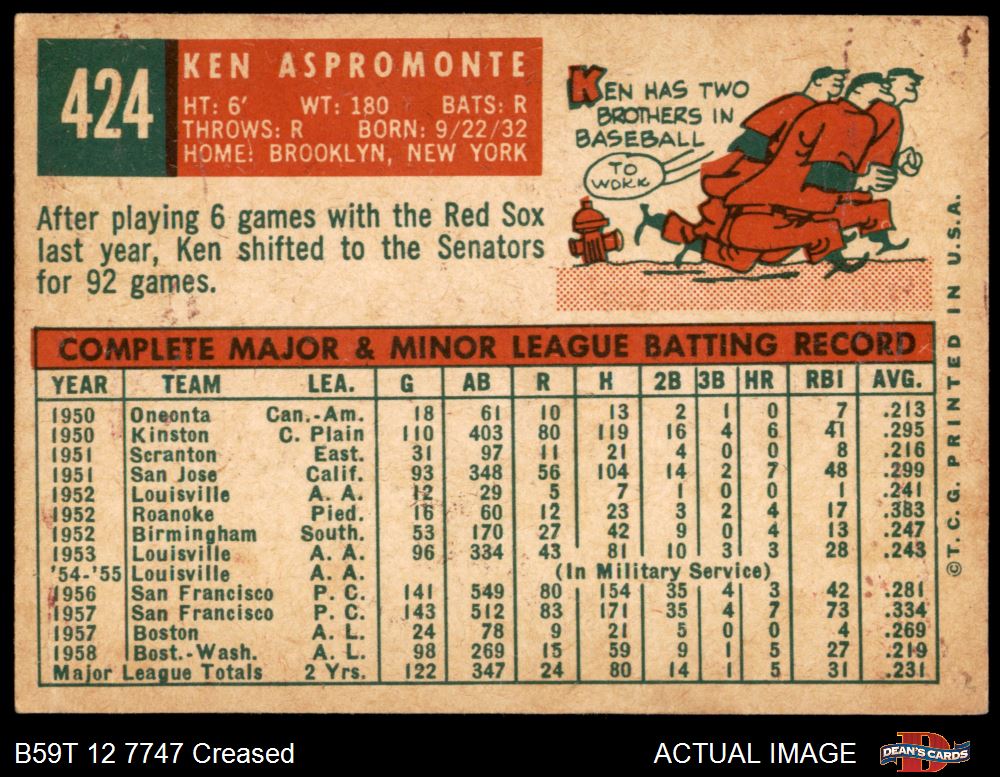 424
KEN ASPROMONTE
HT: 6' WT: 180 BATS: R
THROWS: R BORN: 9/22/32
HOME: BROOKLYN, NEW YORK
After playing 6 games with the Red Sox
last year, Ken shifted to the Senators
for 92 games.
KEN HAS TWO
BROTHERS IN
BASEBALL
TO
WORK
COMPLETE MAJOR & MINOR LEAGUE BATTING RECORD
YEAR TEAM LEA. G AB R H 2B 3B HR RBI AVG.
1950 Oneonta Can.-Am. 18 61 10 13 2 1 0 7 .213
1950 Kinston C. Plain 110 403 80 119 16 4 6 41 .295
1951 Scranton East. 31 97 11 21 4 0 0 8 .216
1951 San Jose Calif. 93 348 56 104 14 2 7 48 .299
1952 Louisville A. A. 12 29 5 7 1 0 0 1 .241
1952 Roanoke Pied. 16 60 12 23 3 2 4 17 .383
1952 Birmingham South. 53 170 27 42 9 0 4 13 .247
1953 Louisville A. A. 96 334 43 81 10 3 3 28 .243
'54-'55 Louisville A. A. (In Military Service)
1956 San Francisco P. C. 141 549 80 154 35 4 3 42 .281
1957 San Francisco P. C. 143 512 83 171 35 4 7 73 .334
1957 Boston A. L. 24 78 9 21 5 0 0 4 .269
1958 Bost.-Wash. A. L. 98 269 15 59 9 1 5 27 .219
Major League Totals 2 Yrs. 122 347 24 80 14 1 5 31 .231
©T. C. G. PRINTED IN U.S.A.
B59T 12 7747 Creased
ACTUAL IMAGE
DEAN'S CARDS